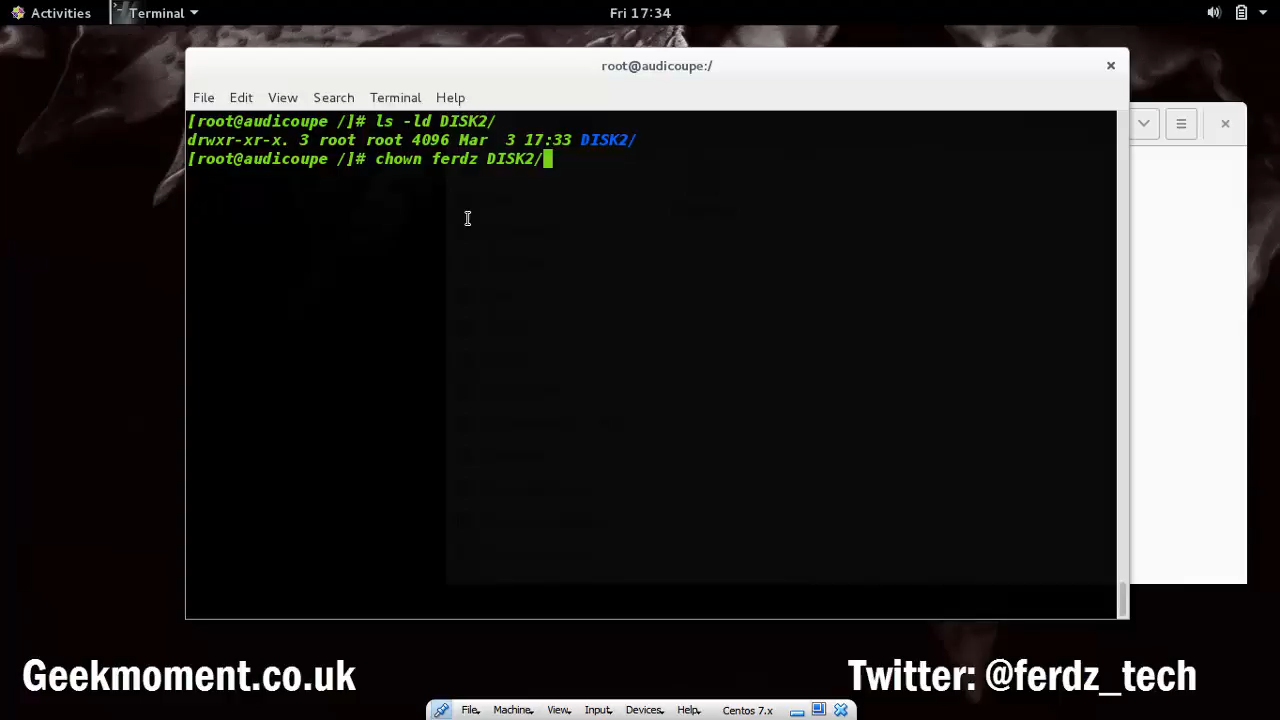 Activities Terminal Fri 17:34
root@audicoupe:/
File Edit View Search Terminal Help
[root@audicoupe /]# ls -ld DISK2/
drwxr-xr-x. 3 root root 4096 Mar  3 17:33 DISK2/
[root@audicoupe /]# chown ferdz DISK2/
Geekmoment.co.uk Twitter: @ferdz_tech
File Machine View Input Devices Help Centos 7.x